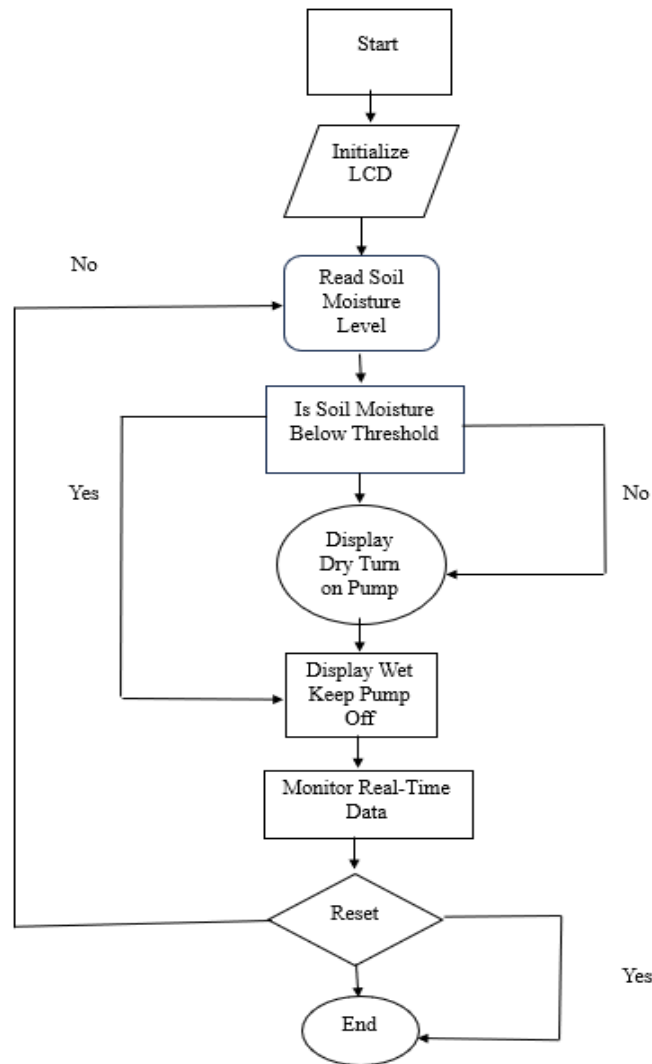 Start
Initialize
LCD
No
Read Soil
Moisture
Level
Is Soil Moisture
Below Threshold
Yes
No
Display
Dry Turn
on Pump
Display Wet
Keep Pump
Off
Monitor Real-Time
Data
Reset
Yes
End